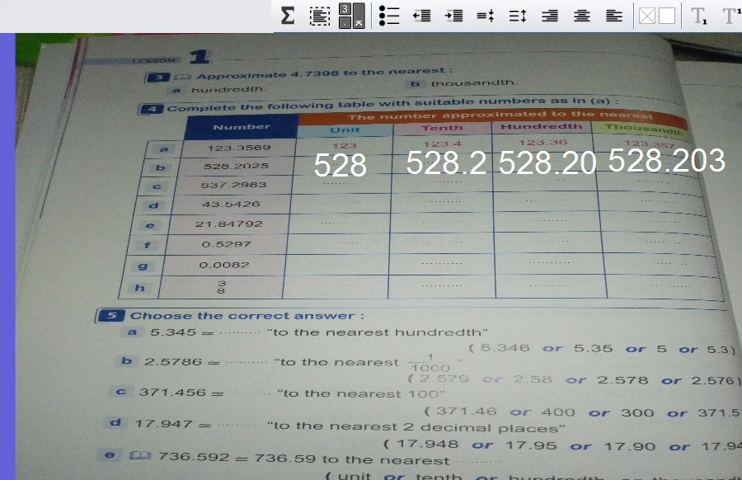 LESSON 1
3 Approximate 4.7398 to the nearest :
a hundredth. b thousandth.
4 Complete the following table with suitable numbers as in (a) :
Number The number approximated to the nearest
Unit Tenth Hundredth Thousandth
a 123.3569 123 123.4 123.36 123.357
b 528.2025 528 528.2 528.20 528.203
c 537.2983 ........ ........ ........ ........
d 43.5426 ........ ........ ........ ........
e 21.84792 ........ ........ ........ ........
f 0.5297 ........ ........ ........ ........
g 0.0082 ........ ........ ........ ........
h 3/8 ........ ........ ........ ........
5 Choose the correct answer :
a 5.345 ≃ ......... "to the nearest hundredth"
( 5.346 or 5.35 or 5 or 5.3)
b 2.5786 ≃ ......... "to the nearest 1/1000 "
( 2.579 or 2.58 or 2.578 or 2.576)
c 371.456 ≃ ......... "to the nearest 100"
( 371.46 or 400 or 300 or 371.5
d 17.947 ≃ ......... "to the nearest 2 decimal places"
( 17.948 or 17.95 or 17.90 or 17.94
e 736.592 ≃ 736.59 to the nearest .........
( unit or tenth or hundredth or thousandth